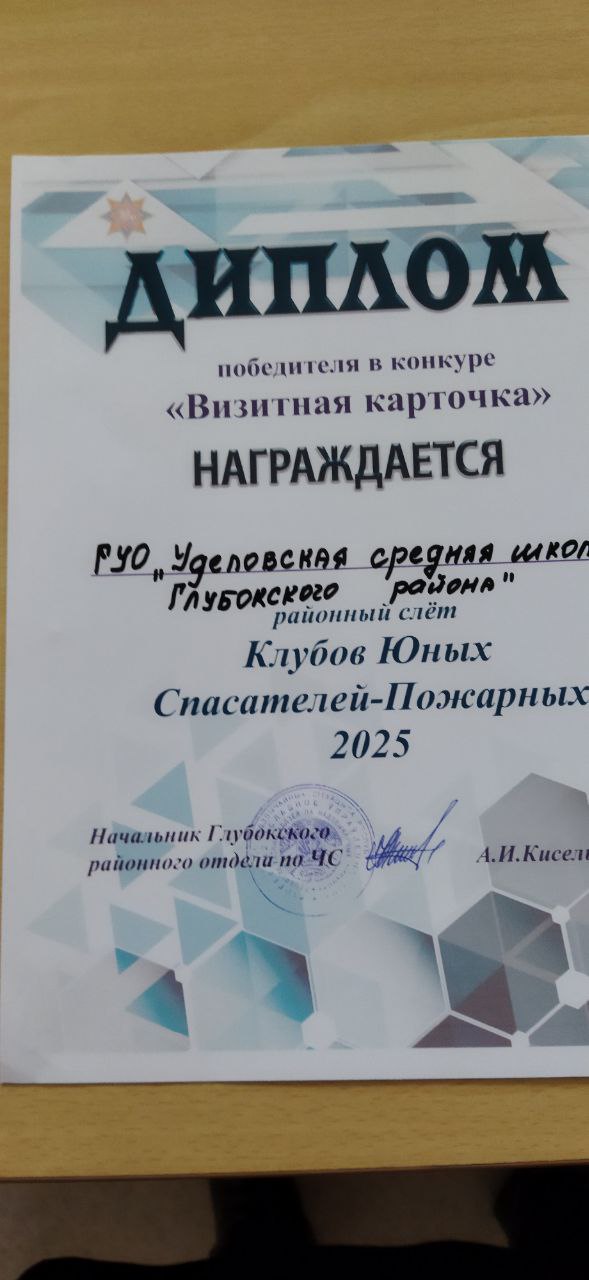 ДИПЛОМ
победителя в конкуре
«Визитная карточка»
НАГРАЖДАЕТСЯ
ГУО „Уделовская средняя школ
Глубокского района"
районный слёт
Клубов Юных
Спасателей-Пожарных
2025
Начальник Глубокского
районного отдела по ЧС
А.И.Кисель